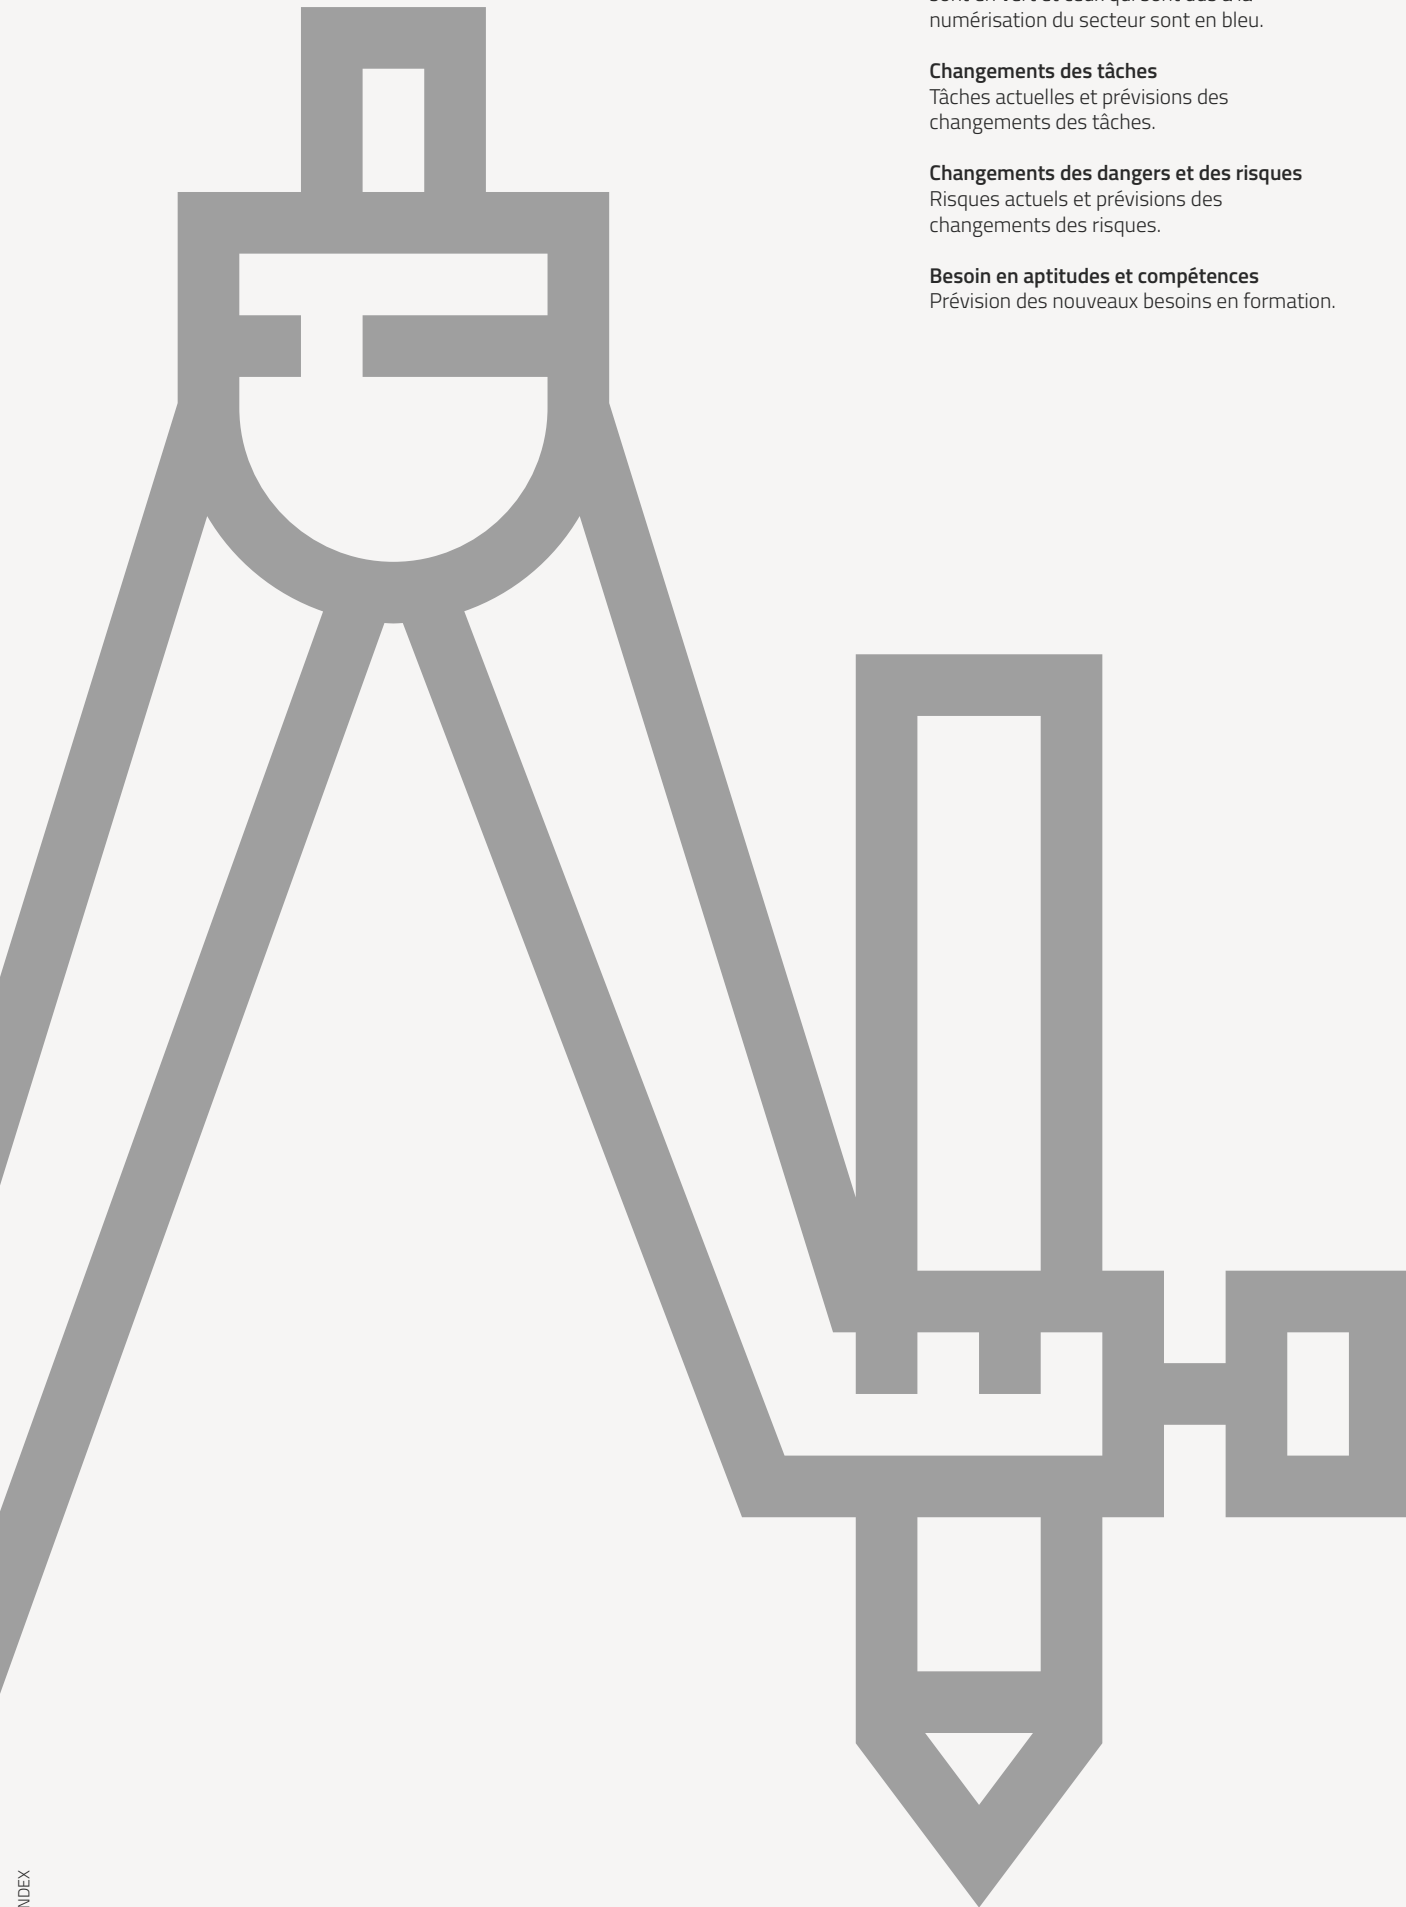 numérisation du secteur sont en bleu.
Changements des tâches
Tâches actuelles et prévisions des
changements des tâches.
Changements des dangers et des risques
Risques actuels et prévisions des
changements des risques.
Besoin en aptitudes et compétences
Prévision des nouveaux besoins en formation.
NDEX